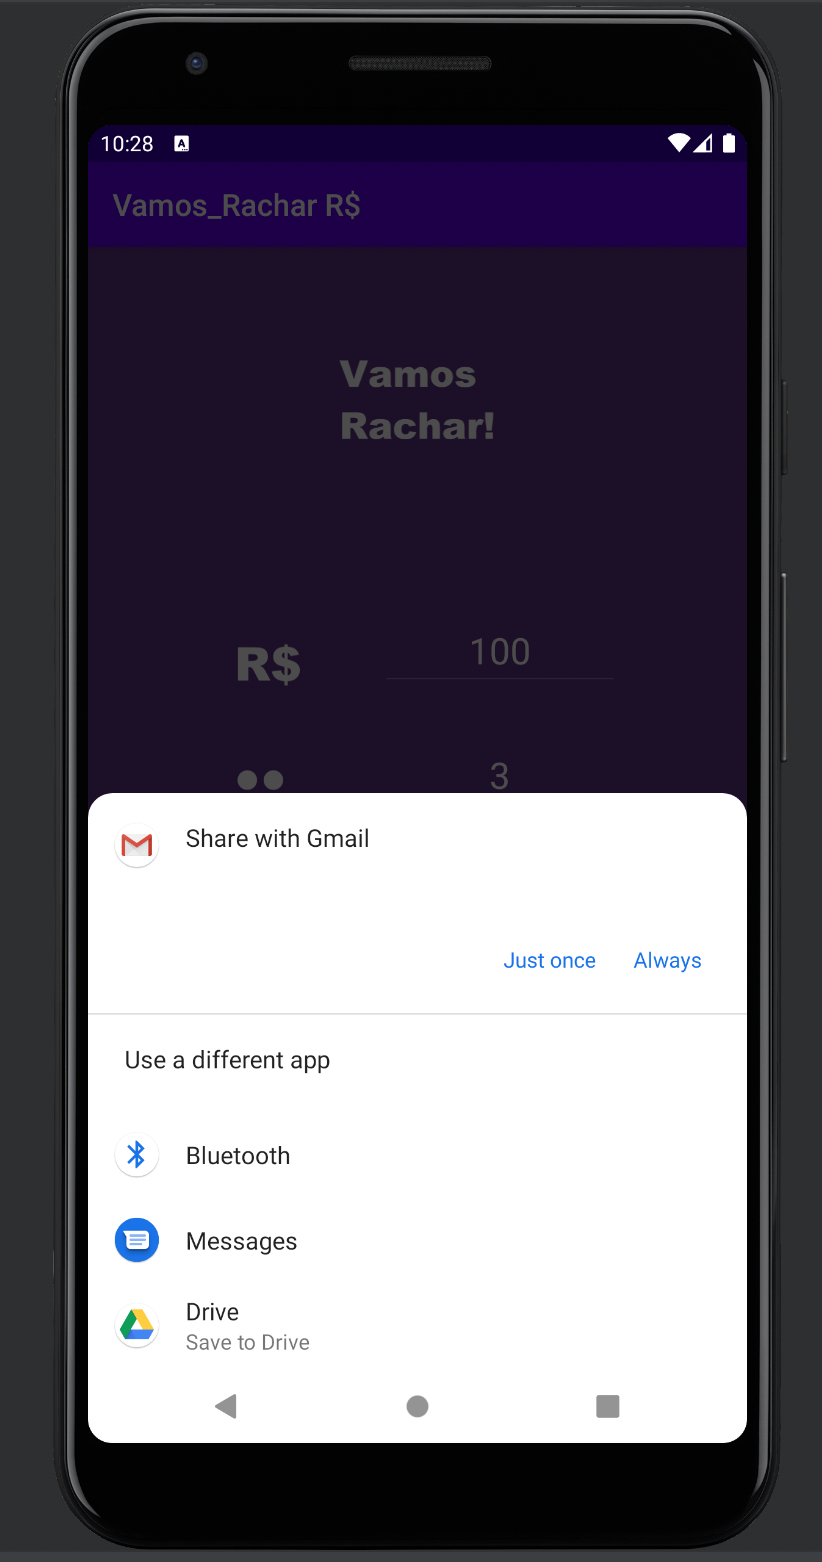 10:28
Vamos_Rachar R$
Vamos
Rachar!
R$
100
3
Share with Gmail
Just once
Always
Use a different app
Bluetooth
Messages
Drive
Save to Drive